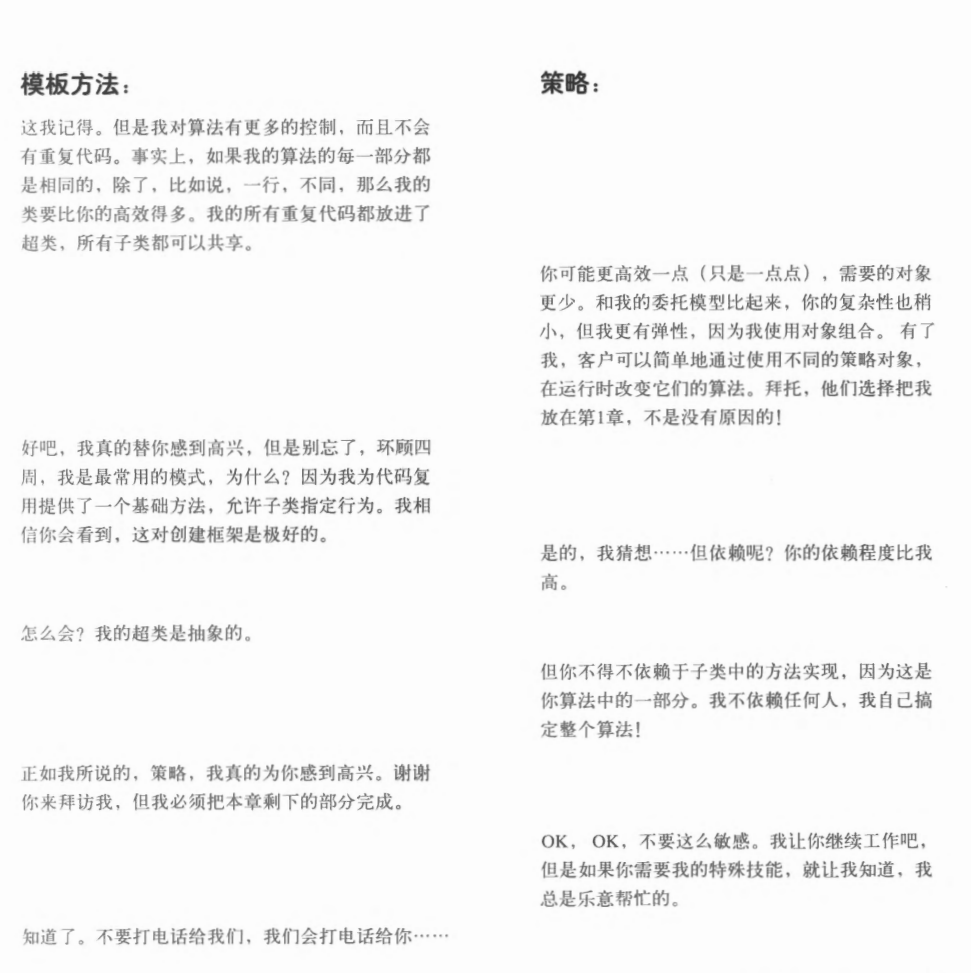 模板方法：
这我记得。但是我对算法有更多的控制，而且不会
有重复代码。事实上，如果我的算法的每一部分都
是相同的，除了，比如说，一行，不同，那么我的
类要比你的高效得多。我的所有重复代码都放进了
超类，所有子类都可以共享。
策略：
你可能更高效一点（只是一点点），需要的对象
更少。和我的委托模型比起来，你的复杂性也稍
小，但我更有弹性，因为我使用对象组合。 有了
我，客户可以简单地通过使用不同的策略对象，
在运行时改变它们的算法。拜托，他们选择把我
放在第1章，不是没有原因的！
好吧，我真的替你感到高兴，但是别忘了，环顾四
周，我是最常用的模式，为什么？因为我为代码复
用提供了一个基础方法，允许子类指定行为。我相
信你会看到，这对创建框架是极好的。
是的，我猜想……但依赖呢？你的依赖程度比我
高。
怎么会？我的超类是抽象的。
但你不得不依赖于子类中的方法实现，因为这是
你算法中的一部分。我不依赖任何人，我自己搞
定整个算法！
正如我所说的，策略，我真的为你感到高兴。谢谢
你来拜访我，但我必须把本章剩下的部分完成。
OK， OK，不要这么敏感。我让你继续工作吧，
但是如果你需要我的特殊技能，就让我知道，我
总是乐意帮忙的。
知道了。不要打电话给我们，我们会打电话给你……